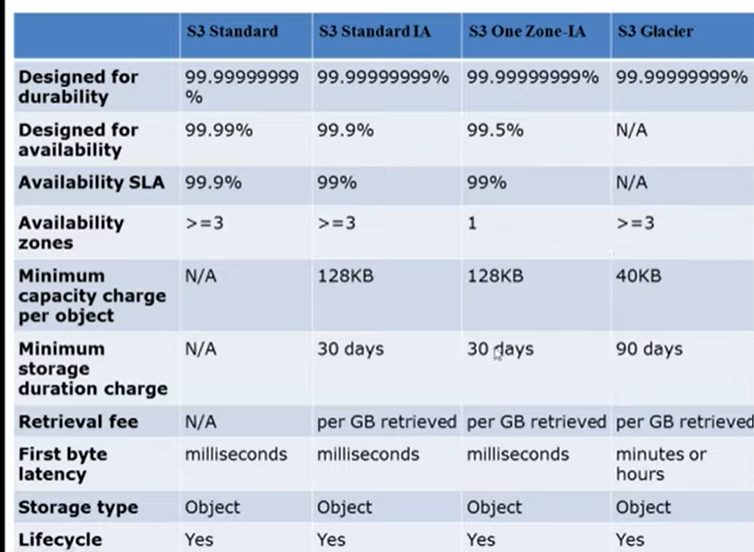 S3 Standard S3 Standard IA S3 One Zone-IA S3 Glacier
Designed for 99.99999999 99.99999999% 99.99999999% 99.99999999%
durability %
Designed for 99.99% 99.9% 99.5% N/A
availability
Availability SLA 99.9% 99% 99% N/A
Availability >=3 >=3 1 >=3
zones
Minimum N/A 128KB 128KB 40KB
capacity charge
per object
Minimum N/A 30 days 30 days 90 days
storage
duration charge
Retrieval fee N/A per GB retrieved per GB retrieved per GB retrieved
First byte milliseconds milliseconds milliseconds minutes or
latency hours
Storage type Object Object Object Object
Lifecycle Yes Yes Yes Yes